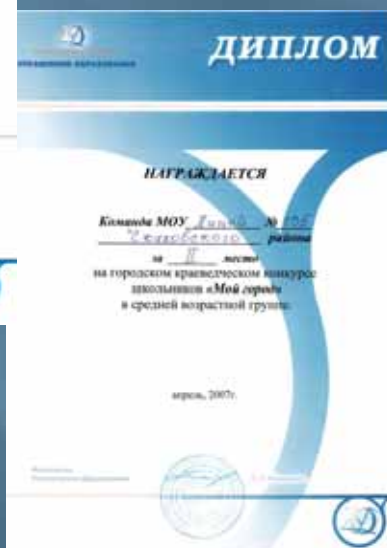 ДИПЛОМ
НАГРАЖДАЕТСЯ
Команда МОУ Лицей №
района
за II место
на городском краеведческом конкурсе
школьников «Мой город»
в средней возрастной группе.
апрель, 2007г.